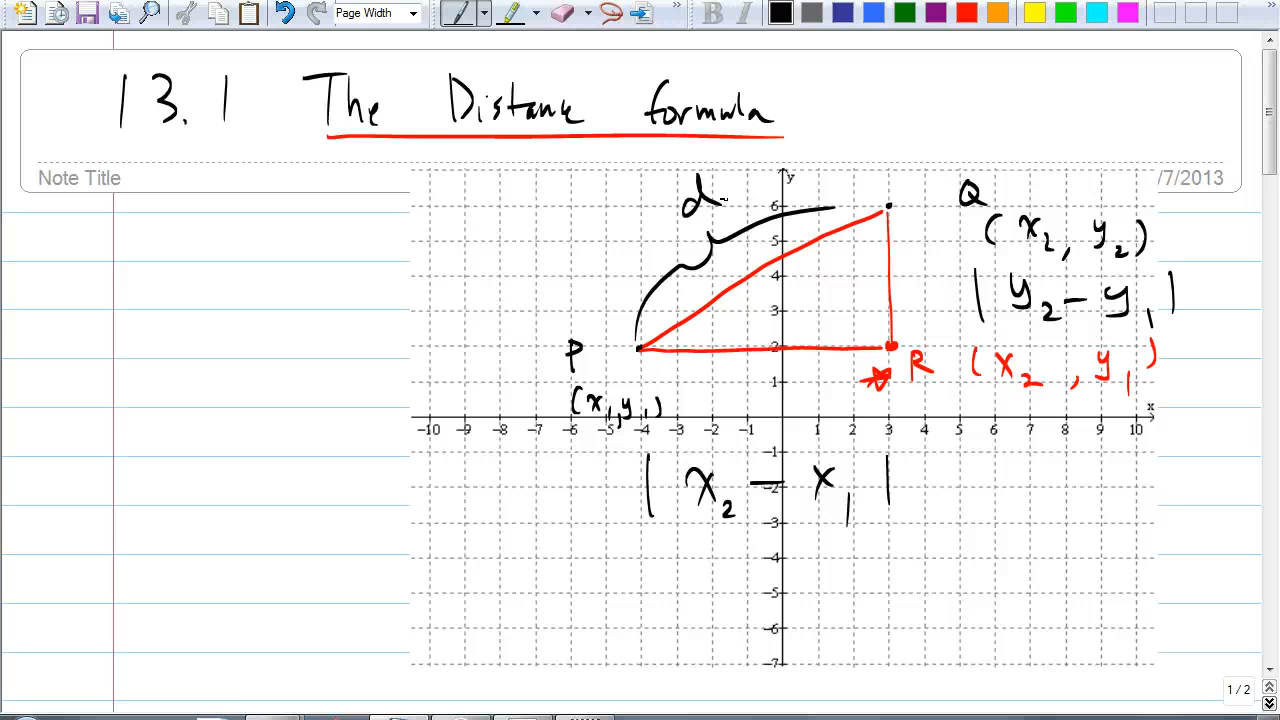 Page Width
B I
13.1 The Distance formula
Note Title
/7/2013
d
Q
(x₂, y₂)
|y₂ - y₁|
P
(x₁, y₁)
R (x₂, y₁)
|x₂ - x₁|
y
6
5
4
3
2
1
x
-10 -9 -8 -7 -6 -5 -4 -3 -2 -1 1 2 3 4 5 6 7 8 9 10
-1
-2
-3
-4
-5
-6
-7
1 / 2